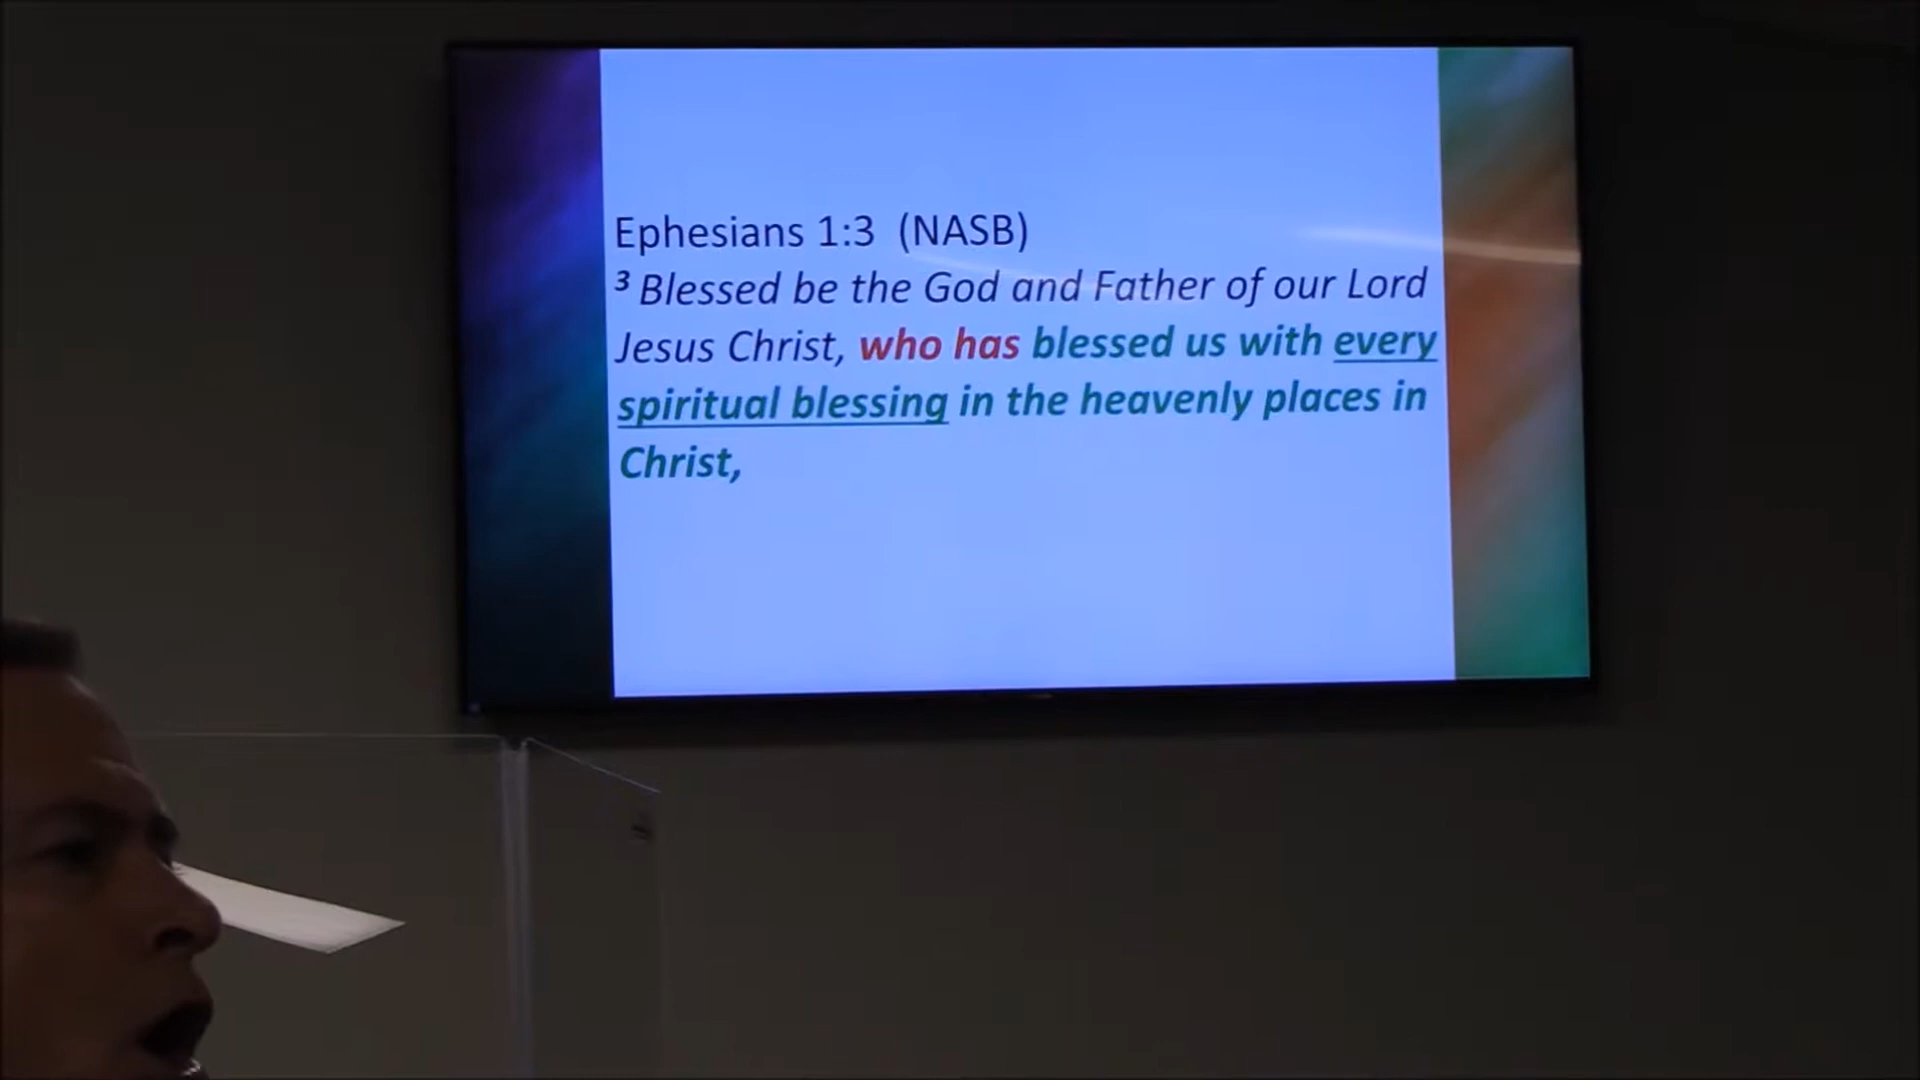 Ephesians 1:3 (NASB)
³ Blessed be the God and Father of our Lord
Jesus Christ, who has blessed us with every
spiritual blessing in the heavenly places in
Christ,